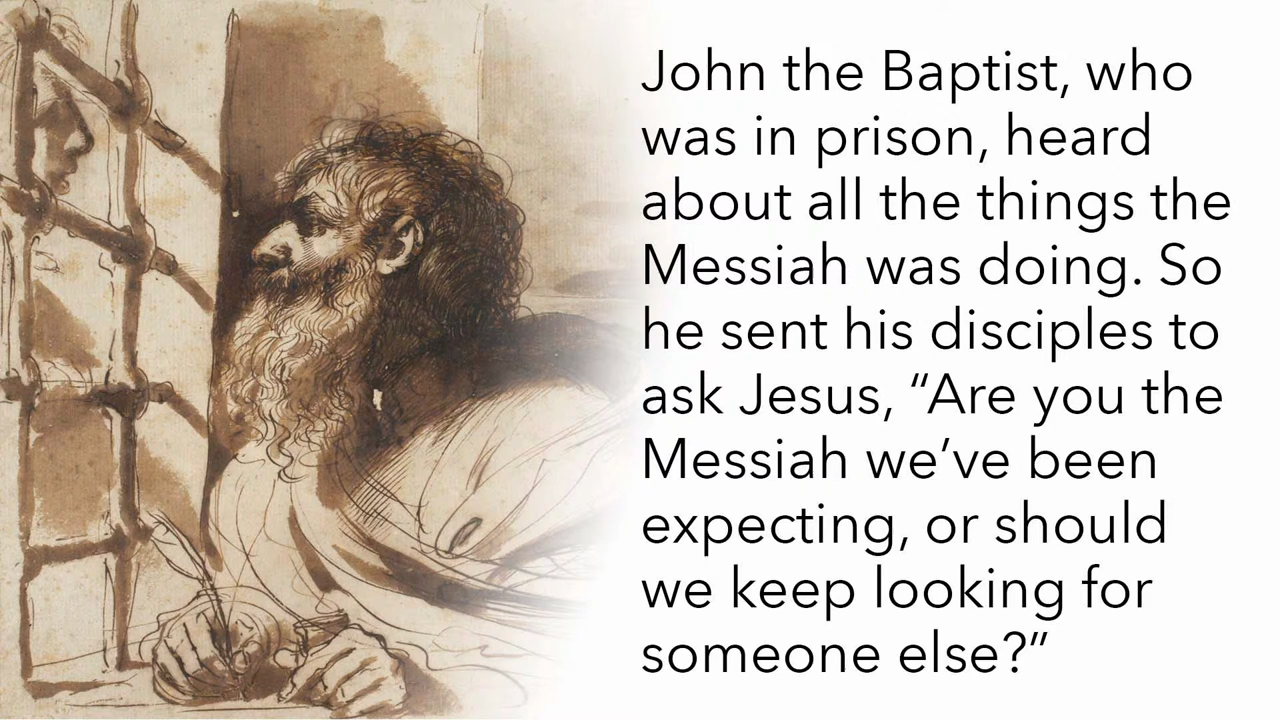 John the Baptist, who
was in prison, heard
about all the things the
Messiah was doing. So
he sent his disciples to
ask Jesus, “Are you the
Messiah we’ve been
expecting, or should
we keep looking for
someone else?”